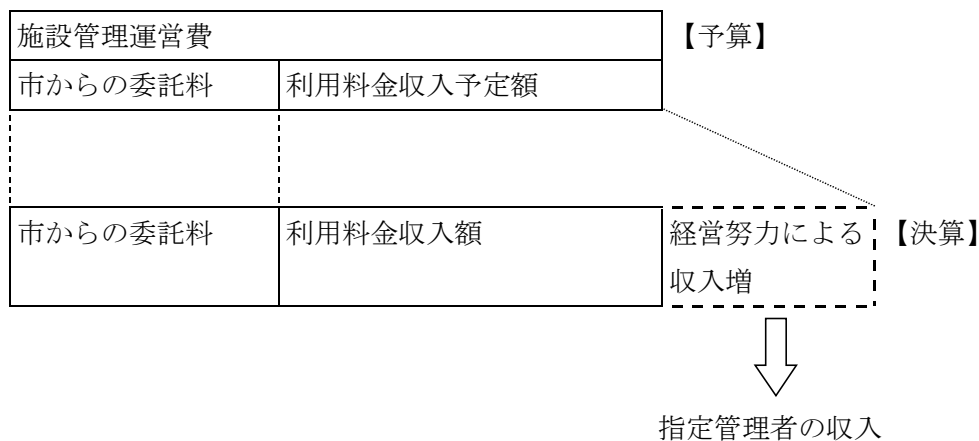 施設管理運営費
【予算】
市からの委託料
利用料金収入予定額
市からの委託料
利用料金収入額
経営努力による
収入増
【決算】
指定管理者の収入